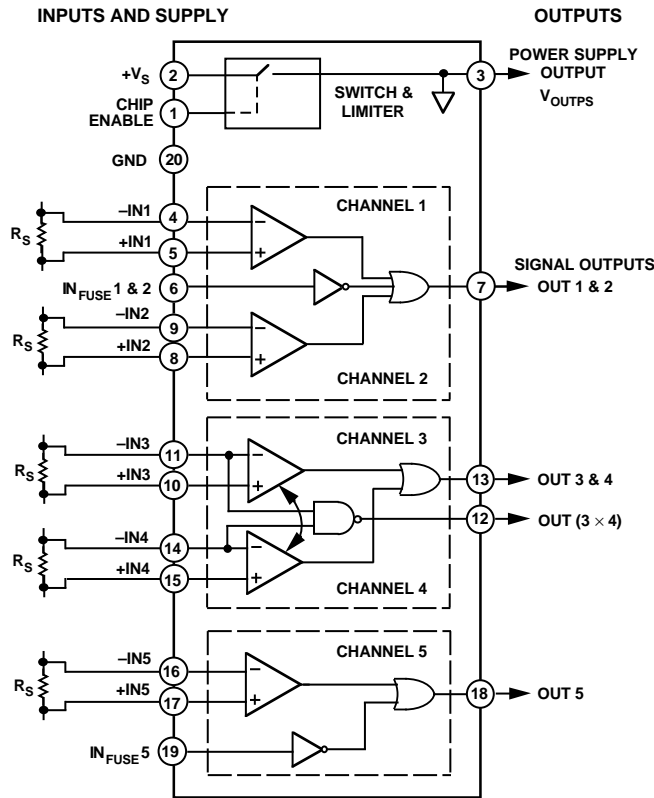 INPUTS AND SUPPLY
OUTPUTS
+VS
2
CHIP
ENABLE
1
SWITCH &
LIMITER
3
POWER SUPPLY
OUTPUT
VOUTPS
GND
20
CHANNEL 1
RS
–IN1
4
−
+IN1
5
+
INFUSE 1 & 2
6
7
SIGNAL OUTPUTS
OUT 1 & 2
RS
–IN2
9
−
+IN2
8
+
CHANNEL 2
CHANNEL 3
RS
–IN3
11
−
+IN3
10
+
13
OUT 3 & 4
12
OUT (3 × 4)
RS
–IN4
14
−
+IN4
15
+
CHANNEL 4
CHANNEL 5
RS
–IN5
16
−
+IN5
17
+
18
OUT 5
INFUSE 5
19